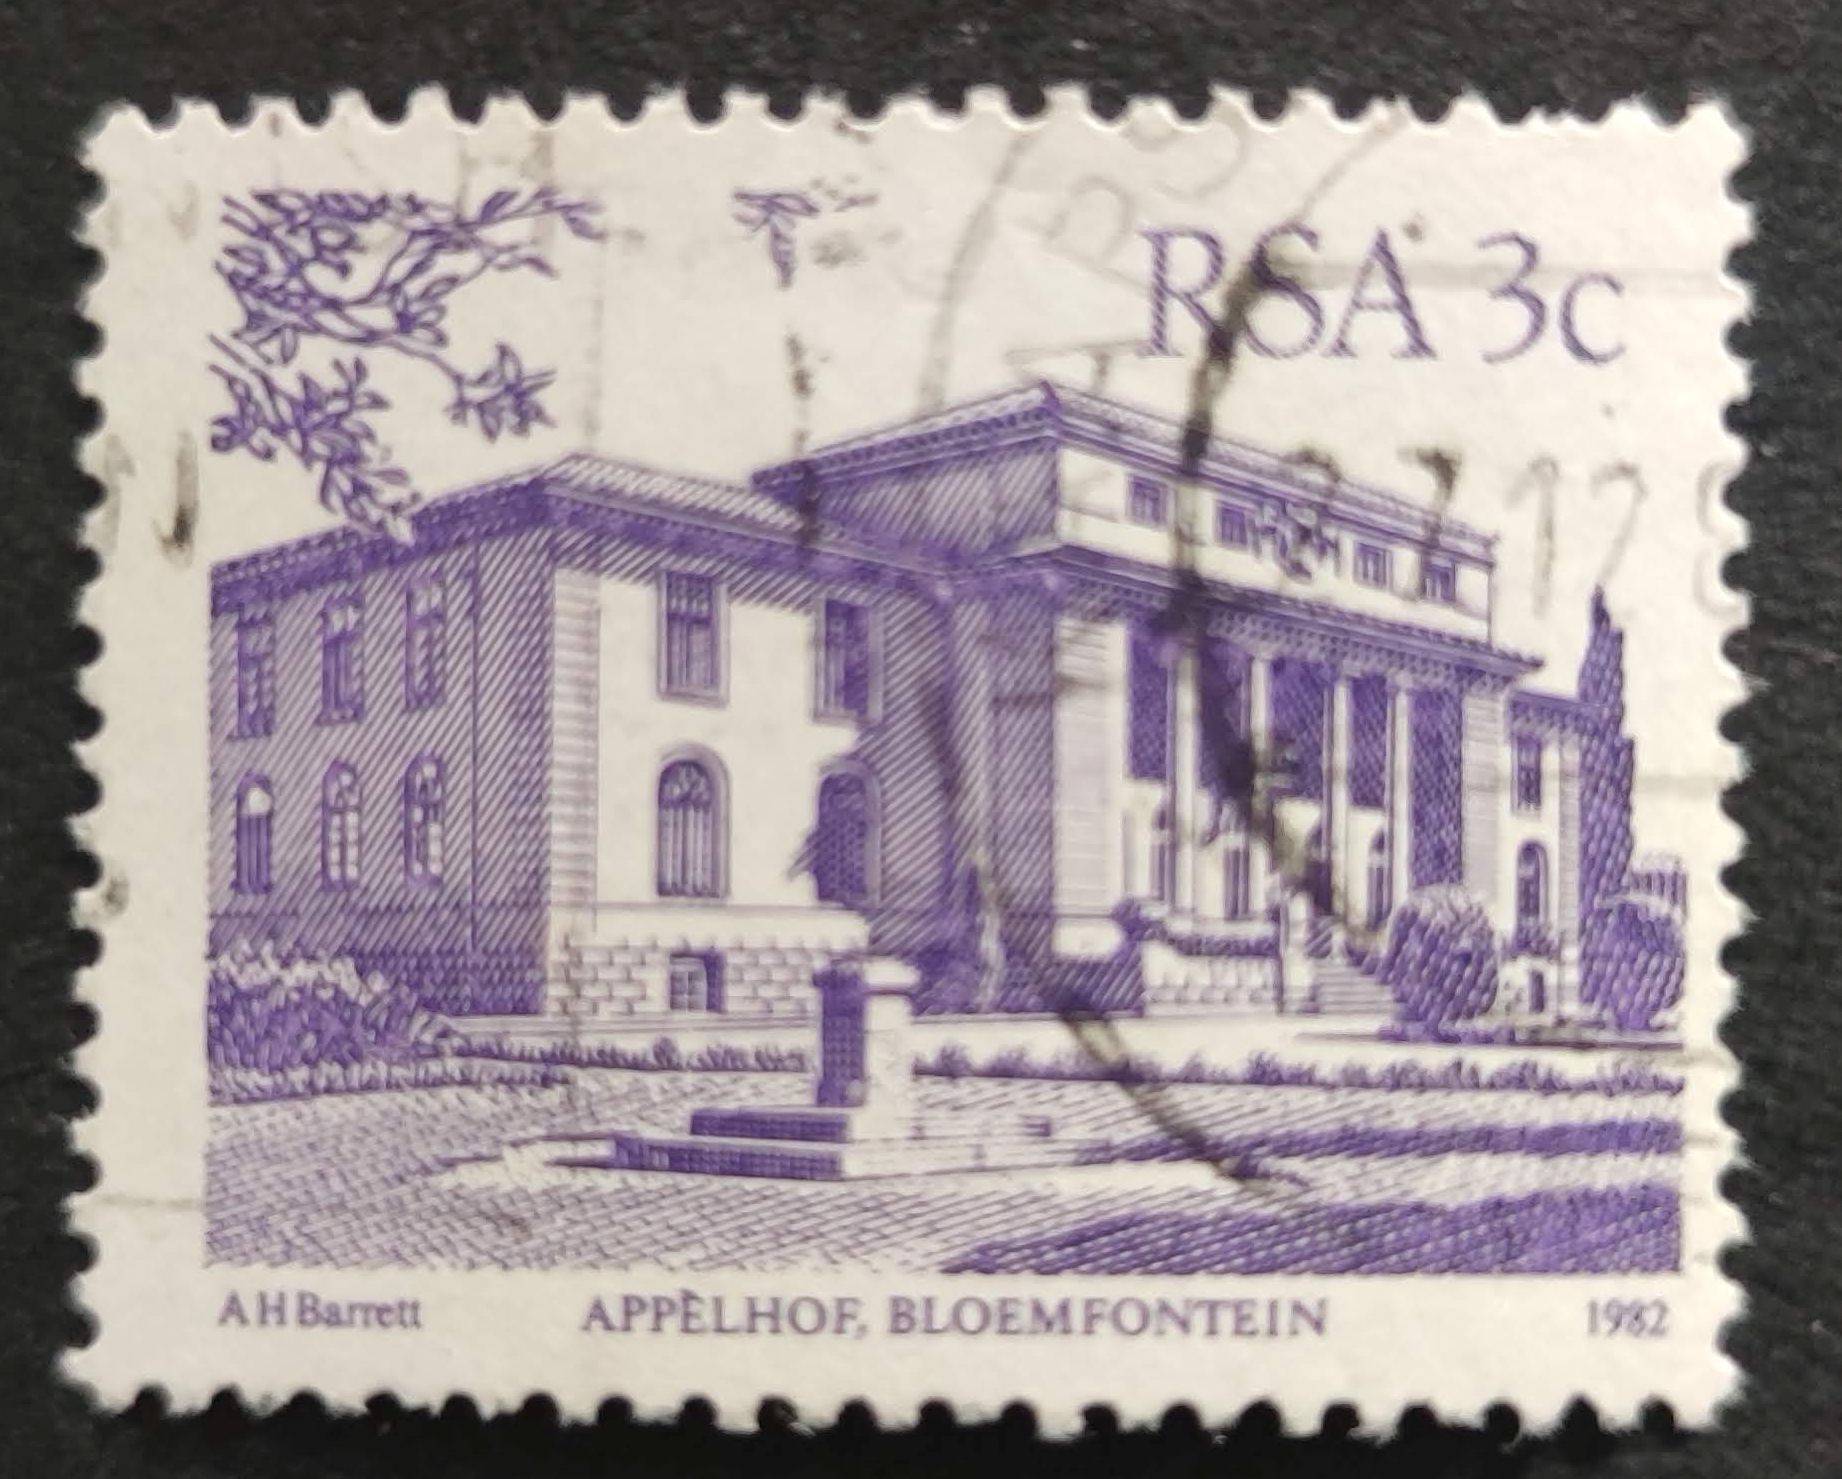 RSA 3c
A H Barrett APPÈLHOF, BLOEMFONTEIN 1982